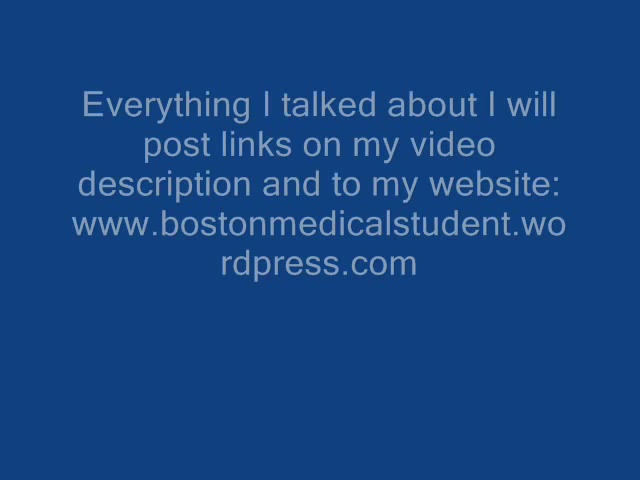 Everything I talked about I will
post links on my video
description and to my website:
www.bostonmedicalstudent.wo
rdpress.com